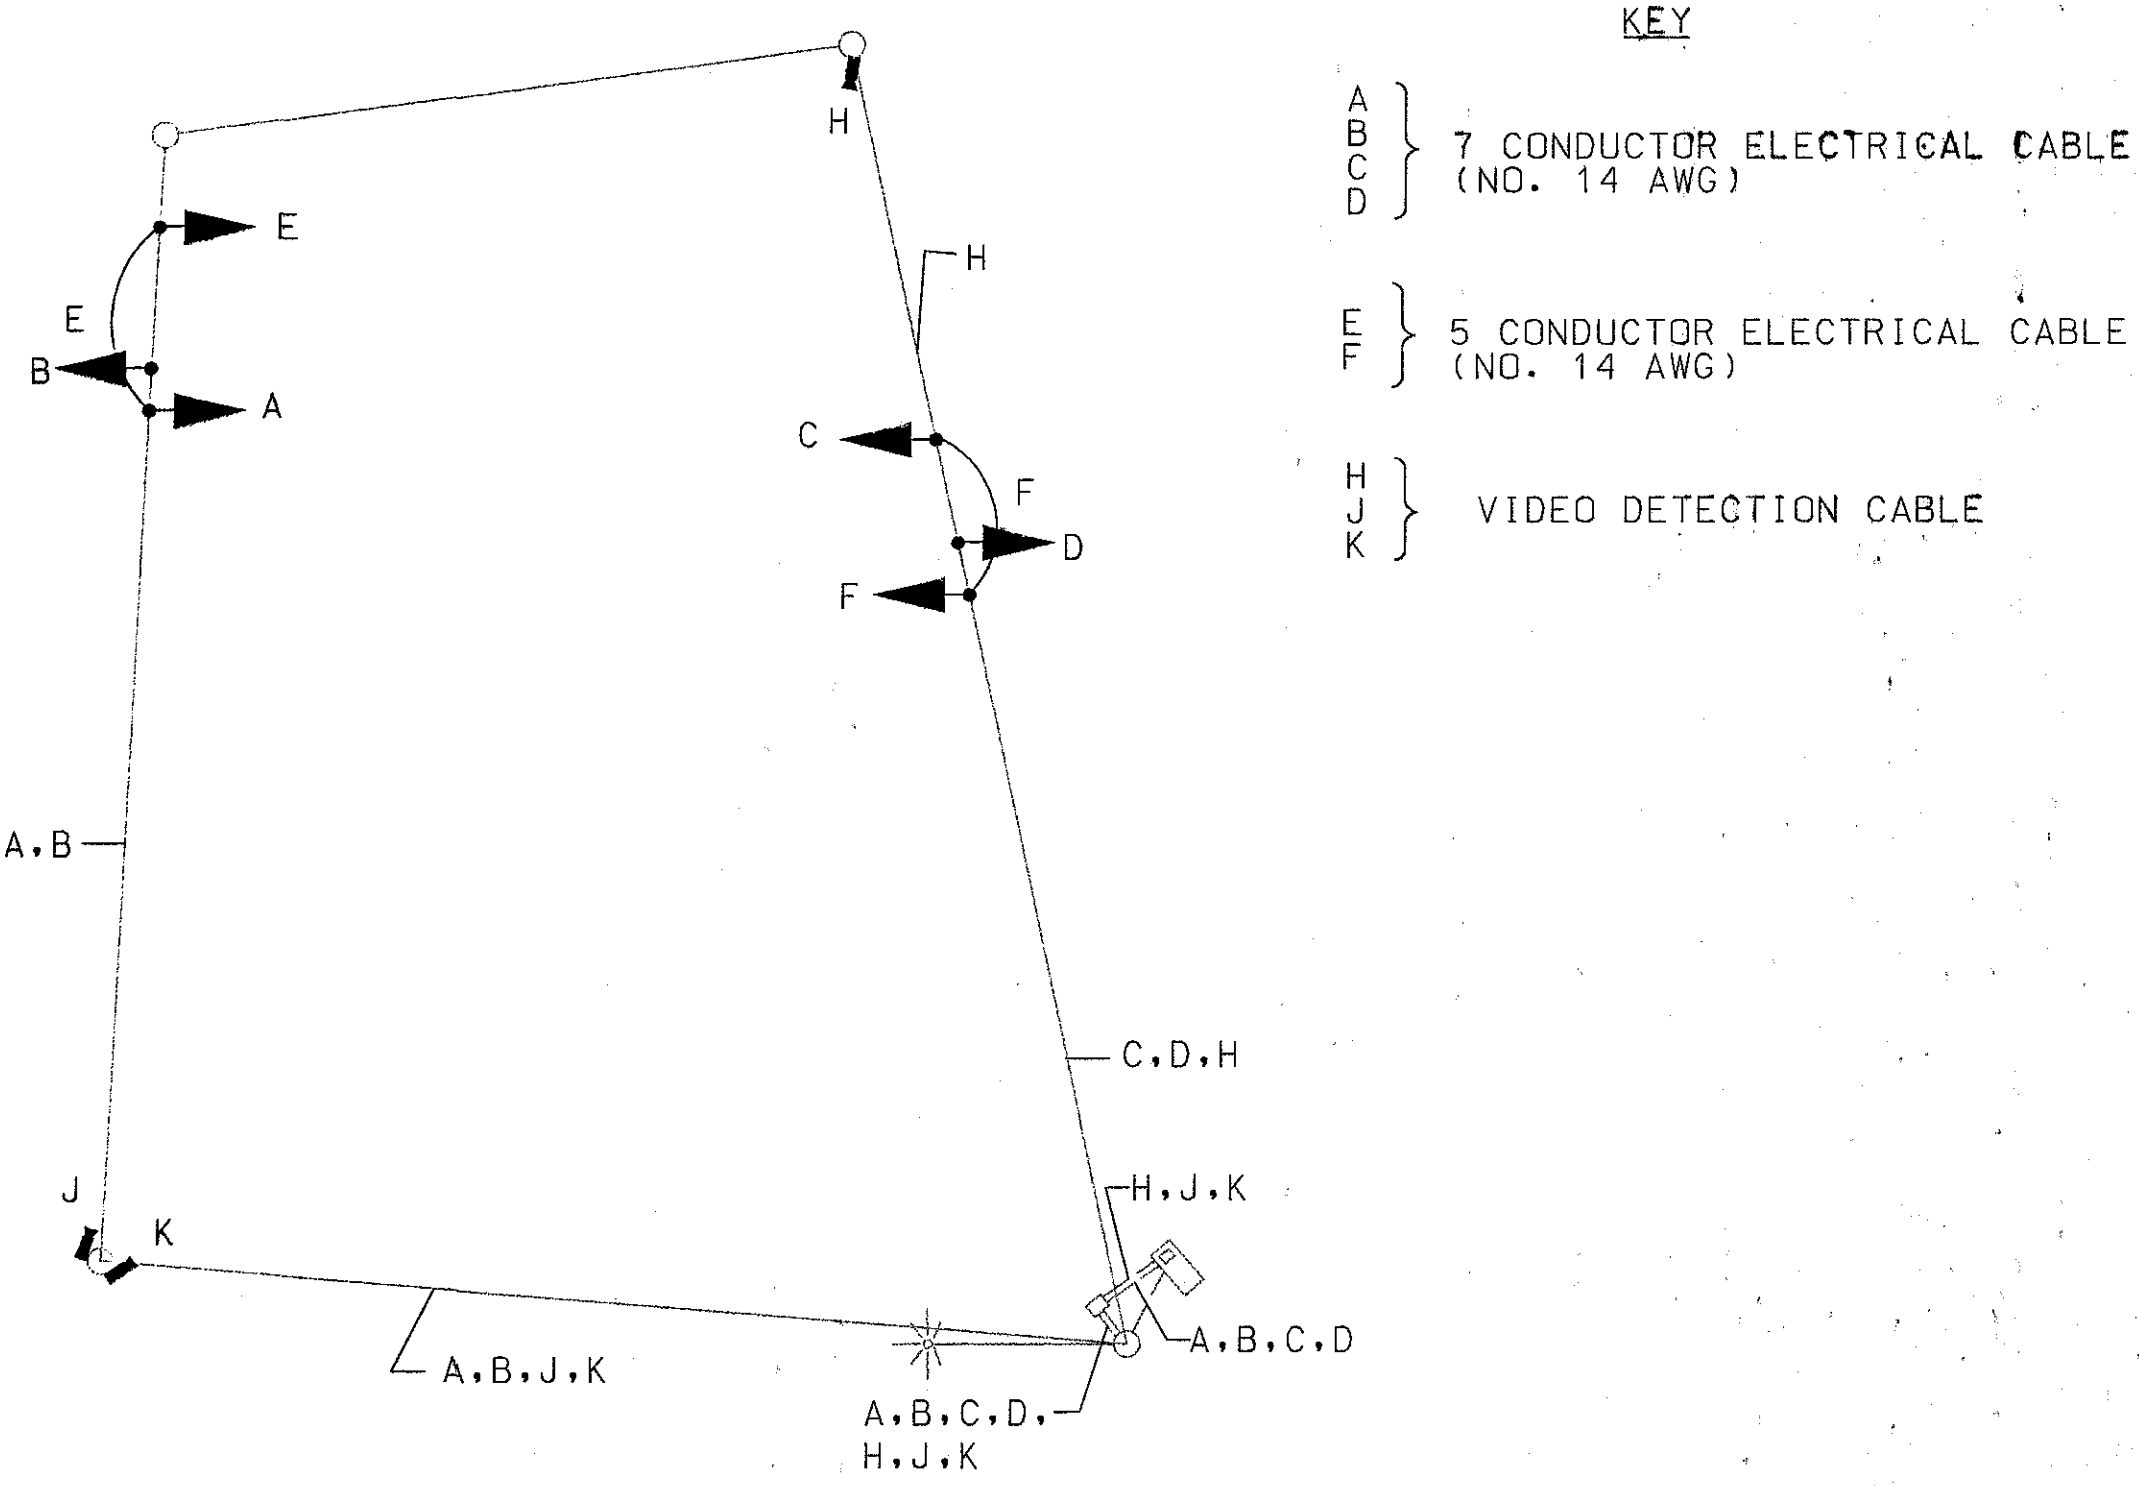 KEY
A
B
C
D
7 CONDUCTOR ELECTRICAL CABLE
(NO. 14 AWG)
E
F
5 CONDUCTOR ELECTRICAL CABLE
(NO. 14 AWG)
H
J
K
VIDEO DETECTION CABLE
H
E
H
E
B
A
C
F
D
F
A,B
C,D,H
J
K
H,J,K
A,B,C,D
A,B,J,K
A,B,C,D,
H,J,K